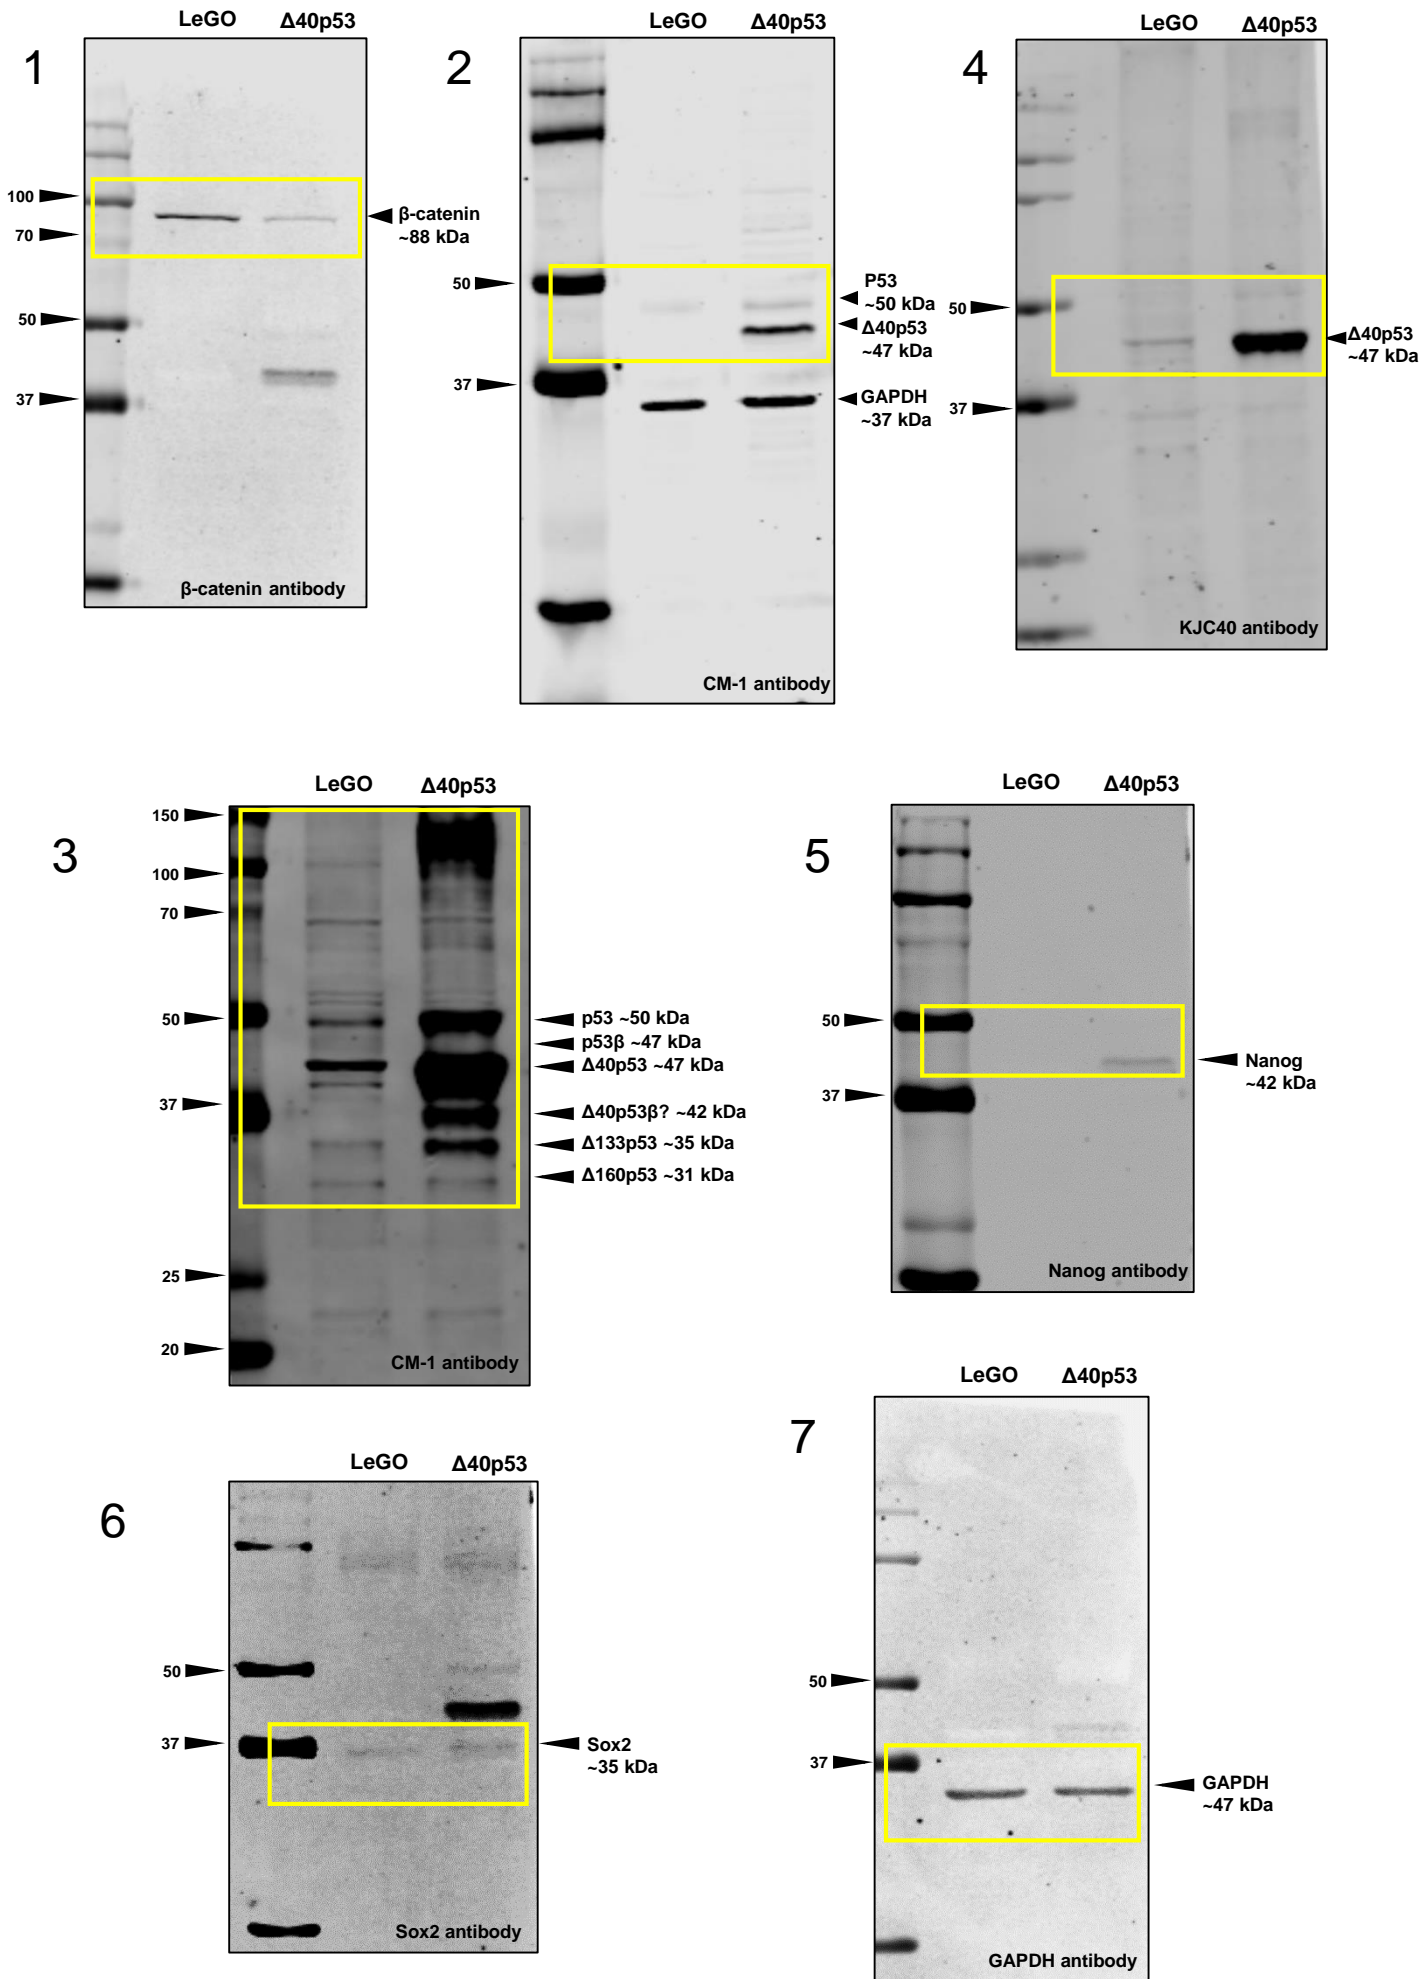 1
LeGO Δ40p53
100
70
50
37
β-catenin
~88 kDa
β-catenin antibody
2
LeGO Δ40p53
50
37
P53
~50 kDa
Δ40p53
~47 kDa
GAPDH
~37 kDa
CM-1 antibody
4
LeGO Δ40p53
50
37
Δ40p53
~47 kDa
KJC40 antibody
3
LeGO Δ40p53
150
100
70
50
37
25
20
p53 ~50 kDa
p53β ~47 kDa
Δ40p53 ~47 kDa
Δ40p53β? ~42 kDa
Δ133p53 ~35 kDa
Δ160p53 ~31 kDa
CM-1 antibody
5
LeGO Δ40p53
50
37
Nanog
~42 kDa
Nanog antibody
6
LeGO Δ40p53
50
37
Sox2
~35 kDa
Sox2 antibody
7
LeGO Δ40p53
50
37
GAPDH
~47 kDa
GAPDH antibody